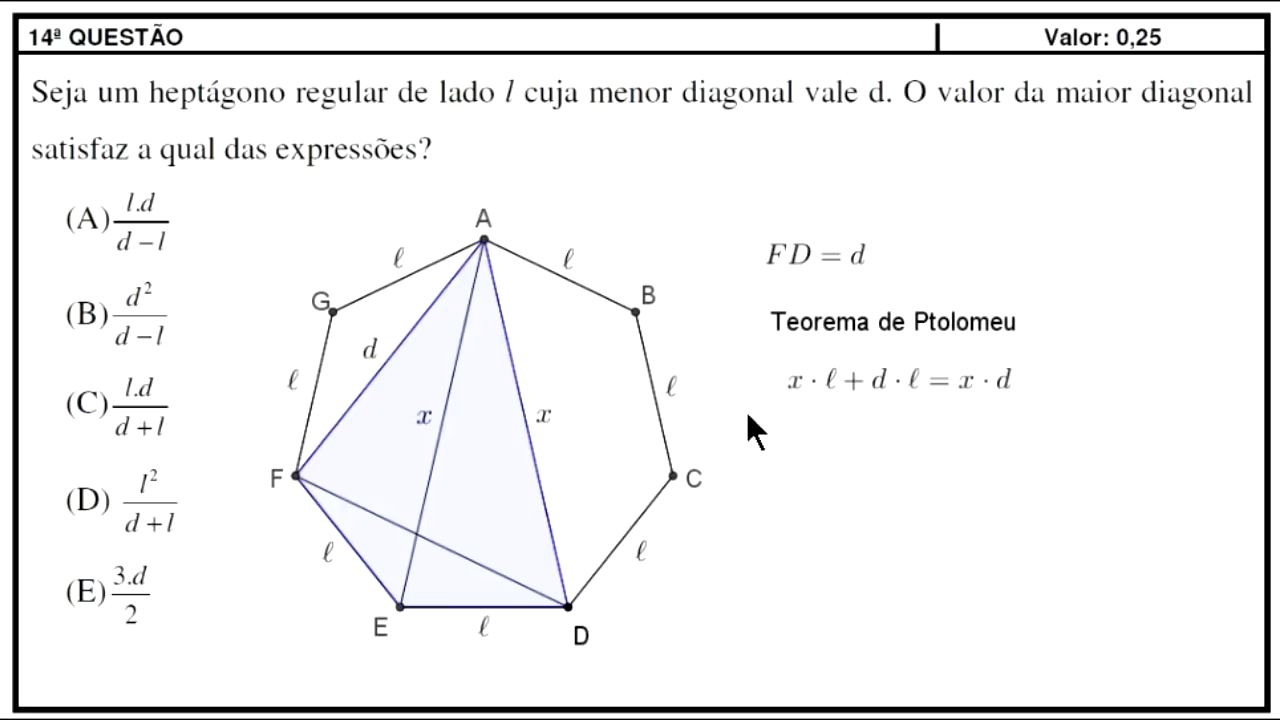 14ª QUESTÃO
Valor: 0,25
Seja um heptágono regular de lado l cuja menor diagonal vale d. O valor da maior diagonal
satisfaz a qual das expressões?
(A) l.d / d – l
(B) d² / d – l
(C) l.d / d + l
(D) l² / d + l
(E) 3.d / 2
A
ℓ
ℓ
G
B
d
ℓ
ℓ
x
x
F
C
ℓ
ℓ
E
ℓ
D
FD = d
Teorema de Ptolomeu
x · ℓ + d · ℓ = x · d